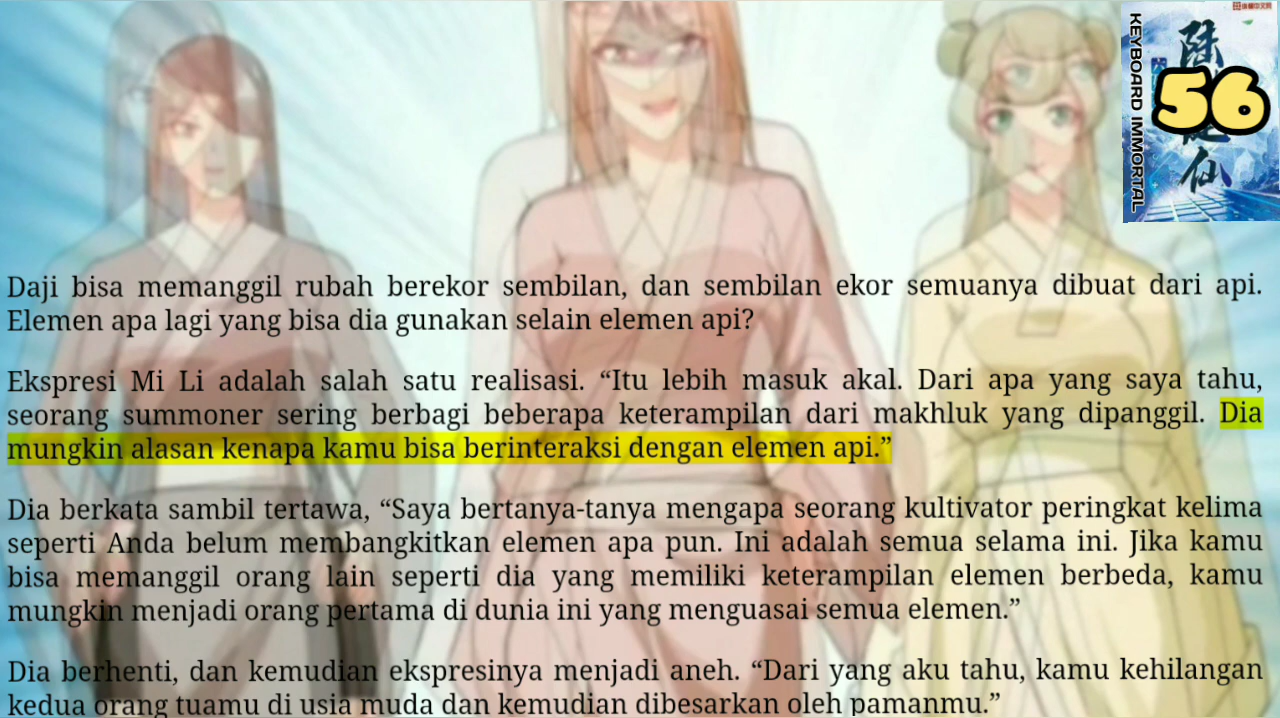 KEYBOARD IMMORTAL
56
仙
Daji bisa memanggil rubah berekor sembilan, dan sembilan ekor semuanya dibuat dari api.
Elemen apa lagi yang bisa dia gunakan selain elemen api?
Ekspresi Mi Li adalah salah satu realisasi. “Itu lebih masuk akal. Dari apa yang saya tahu,
seorang summoner sering berbagi beberapa keterampilan dari makhluk yang dipanggil. Dia
mungkin alasan kenapa kamu bisa berinteraksi dengan elemen api.”
Dia berkata sambil tertawa, “Saya bertanya-tanya mengapa seorang kultivator peringkat kelima
seperti Anda belum membangkitkan elemen apa pun. Ini adalah semua selama ini. Jika kamu
bisa memanggil orang lain seperti dia yang memiliki keterampilan elemen berbeda, kamu
mungkin menjadi orang pertama di dunia ini yang menguasai semua elemen.”
Dia berhenti, dan kemudian ekspresinya menjadi aneh. “Dari yang aku tahu, kamu kehilangan
kedua orang tuamu di usia muda dan kemudian dibesarkan oleh pamanmu.”